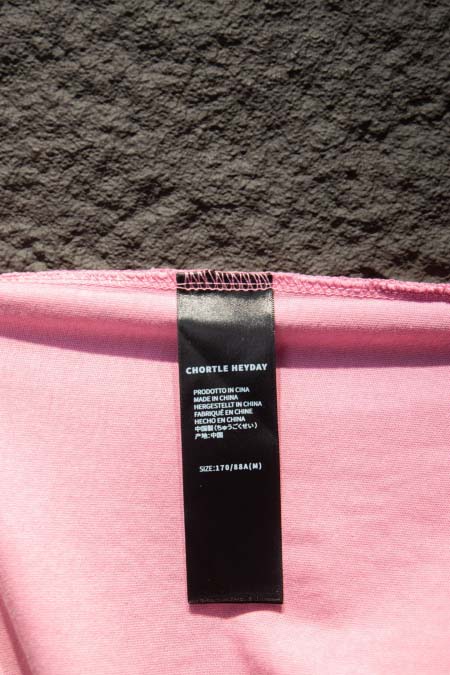 CHORTLE HEYDAY
PRODOTTO IN CINA
MADE IN CHINA
HERGESTELLT IN CHINA
FABRIQUÉ EN CHINE
HECHO EN CHINA
中国製(ちゅうごくせい)
产地:中国
SIZE:170/88A(M)